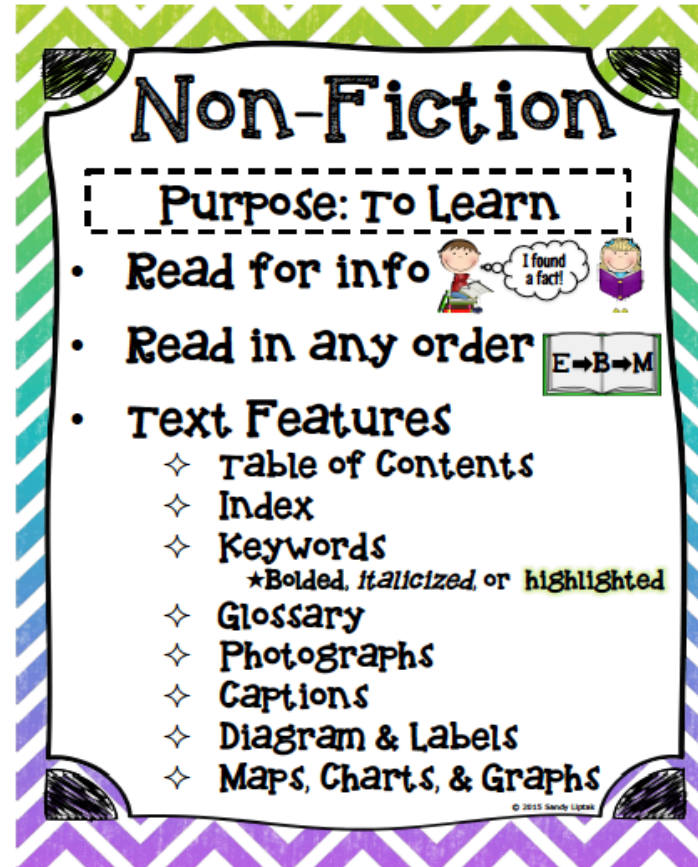 Non-Fiction
Purpose: To Learn
• Read for info
I found
a fact!
• Read in any order
E➡B➡M
• Text Features
✧ Table of Contents
✧ Index
✧ Keywords
★Bolded, italicized, or highlighted
✧ Glossary
✧ Photographs
✧ Captions
✧ Diagram & Labels
✧ Maps, Charts, & Graphs
© 2015 Sandy Liptak